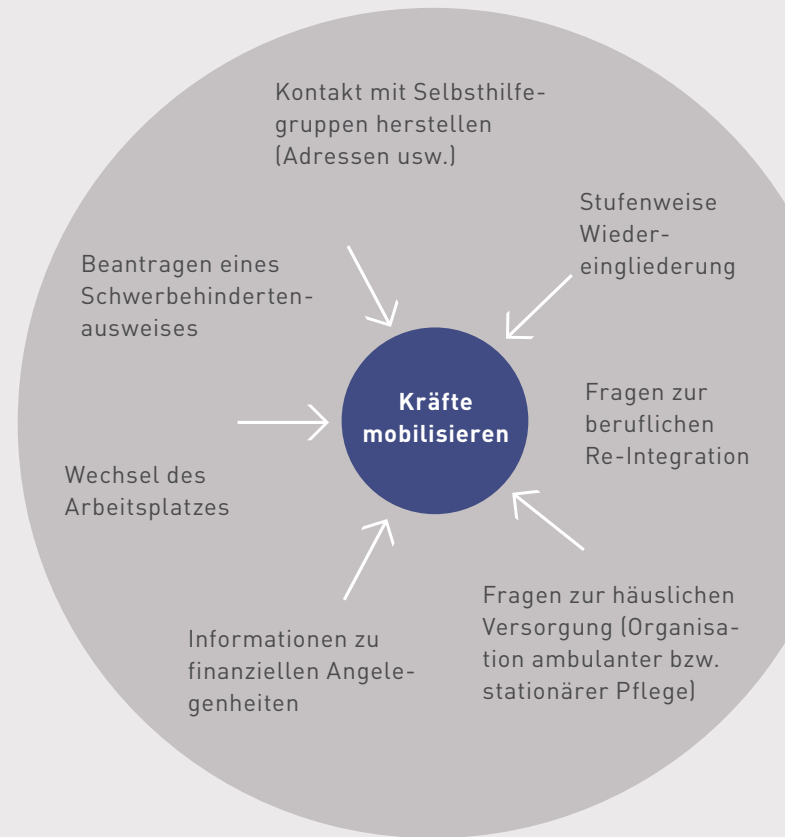 Kontakt mit Selbsthilfe-
gruppen herstellen
(Adressen usw.)
Stufenweise
Wieder-
eingliederung
Beantragen eines
Schwerbehinderten-
ausweises
Kräfte
mobilisieren
Fragen zur
beruflichen
Re-Integration
Wechsel des
Arbeitsplatzes
Fragen zur häuslichen
Versorgung (Organisa-
tion ambulanter bzw.
stationärer Pflege)
Informationen zu
finanziellen Angele-
genheiten